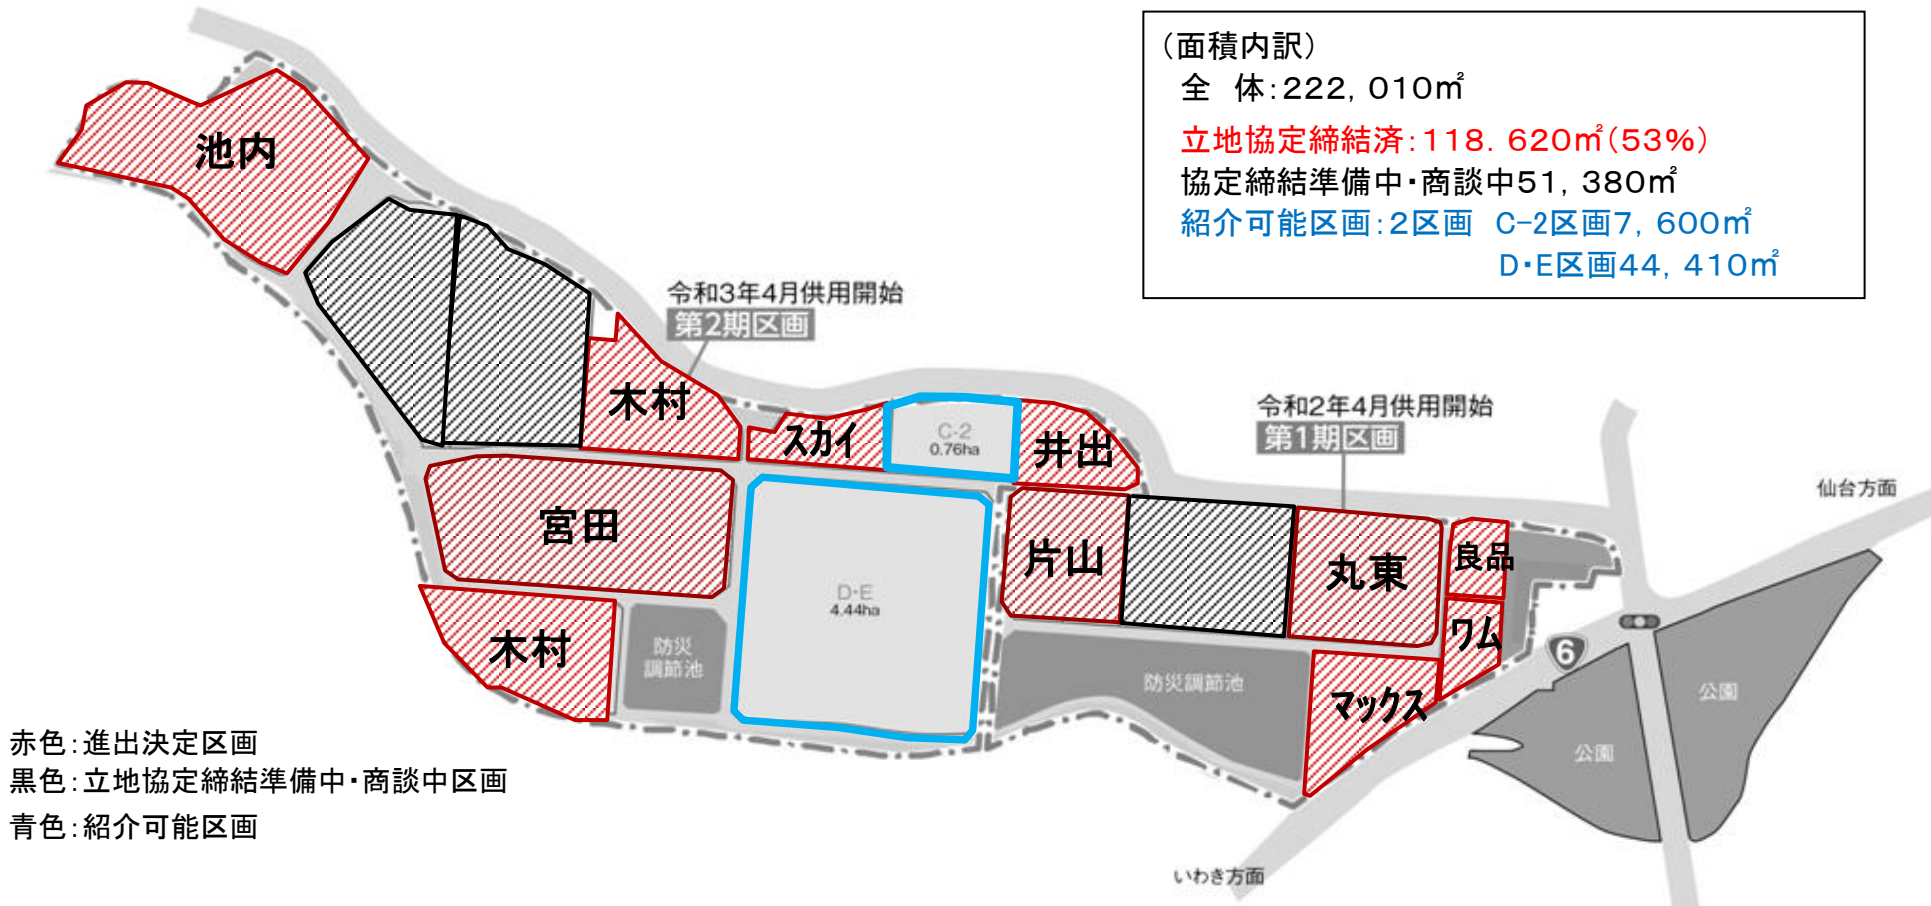 (面積内訳)
全 体:222,010㎡
立地協定締結済:118.620㎡(53%)
協定締結準備中・商談中51,380㎡
紹介可能区画:2区画 C-2区画7,600㎡
D・E区画44,410㎡
池内
令和3年4月供用開始
第2期区画
木村
スカイ
C-2
0.76ha
井出
令和2年4月供用開始
第1期区画
仙台方面
宮田
D・E
4.44ha
片山
丸東
良品
ワム
木村
防災
調節池
防災調節池
マックス
6
公園
公園
いわき方面
赤色:進出決定区画
黒色:立地協定締結準備中・商談中区画
青色:紹介可能区画